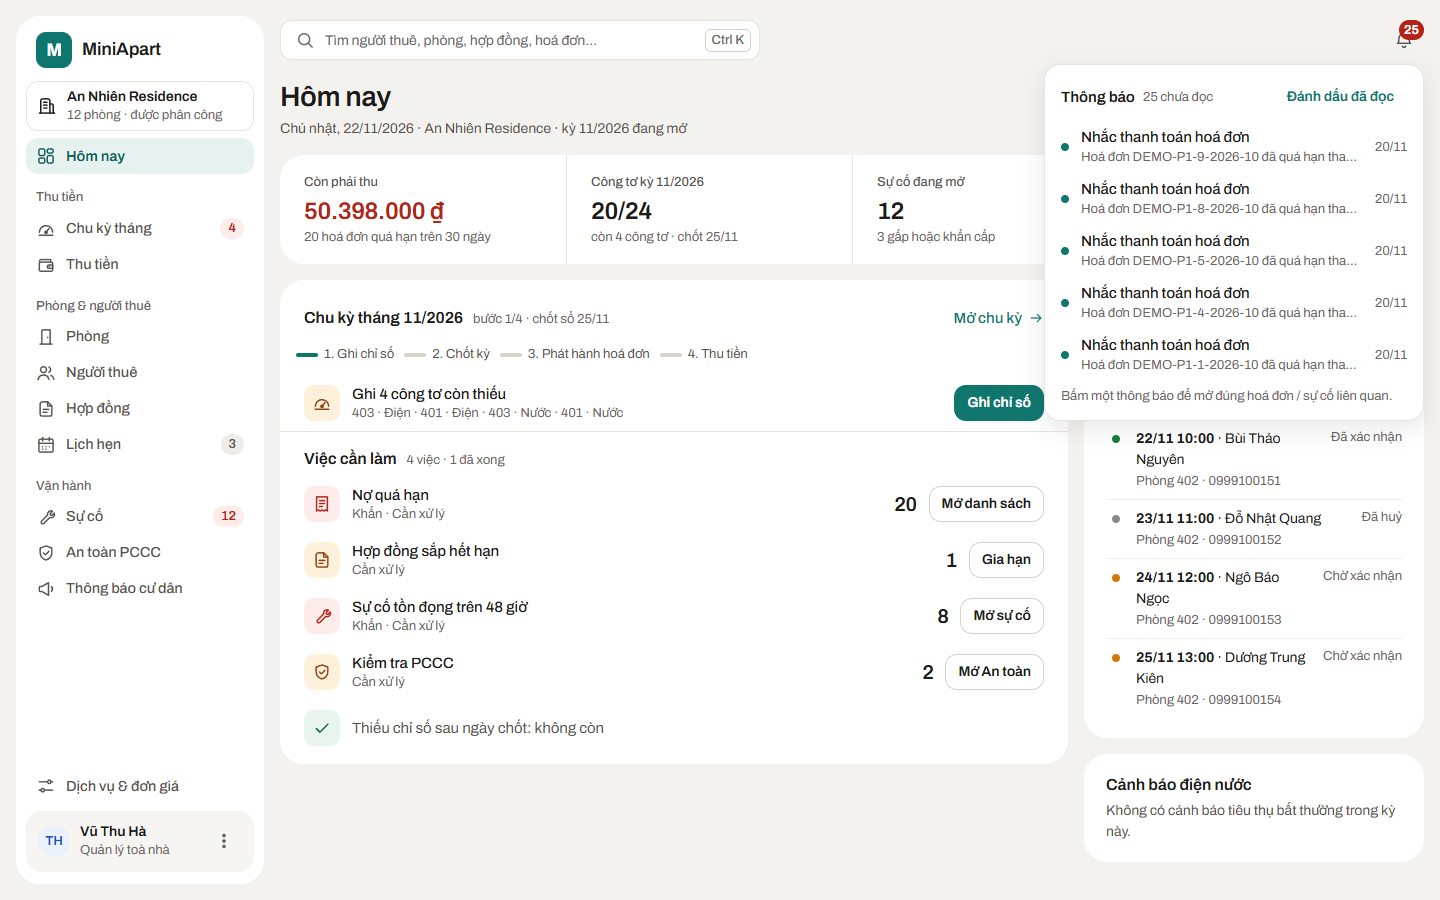 M MiniApart
An Nhiên Residence
12 phòng · được phân công
Hôm nay
Thu tiền
Chu kỳ tháng 4
Thu tiền
Phòng & người thuê
Phòng
Người thuê
Hợp đồng
Lịch hẹn 3
Vận hành
Sự cố 12
An toàn PCCC
Thông báo cư dân
Dịch vụ & đơn giá
TH Vũ Thu Hà
Quản lý toà nhà
Tìm người thuê, phòng, hợp đồng, hoá đơn... Ctrl K
25
Hôm nay
Chủ nhật, 22/11/2026 · An Nhiên Residence · kỳ 11/2026 đang mở
Còn phải thu
50.398.000 ₫
20 hoá đơn quá hạn trên 30 ngày
Công tơ kỳ 11/2026
20/24
còn 4 công tơ · chốt 25/11
Sự cố đang mở
12
3 gấp hoặc khẩn cấp
Chu kỳ tháng 11/2026 bước 1/4 · chốt sổ 25/11 Mở chu kỳ →
1. Ghi chỉ số 2. Chốt kỳ 3. Phát hành hoá đơn 4. Thu tiền
Ghi 4 công tơ còn thiếu
403 · Điện · 401 · Điện · 403 · Nước · 401 · Nước
Ghi chỉ số
Việc cần làm 4 việc · 1 đã xong
Nợ quá hạn
Khẩn · Cần xử lý
20 Mở danh sách
Hợp đồng sắp hết hạn
Cần xử lý
1 Gia hạn
Sự cố tồn đọng trên 48 giờ
Khẩn · Cần xử lý
8 Mở sự cố
Kiểm tra PCCC
Cần xử lý
2 Mở An toàn
Thiếu chỉ số sau ngày chốt: không còn
Thông báo 25 chưa đọc Đánh dấu đã đọc
Nhắc thanh toán hoá đơn
Hoá đơn DEMO-P1-9-2026-10 đã quá hạn tha... 20/11
Nhắc thanh toán hoá đơn
Hoá đơn DEMO-P1-8-2026-10 đã quá hạn tha... 20/11
Nhắc thanh toán hoá đơn
Hoá đơn DEMO-P1-5-2026-10 đã quá hạn tha... 20/11
Nhắc thanh toán hoá đơn
Hoá đơn DEMO-P1-4-2026-10 đã quá hạn tha... 20/11
Nhắc thanh toán hoá đơn
Hoá đơn DEMO-P1-1-2026-10 đã quá hạn tha... 20/11
Bấm một thông báo để mở đúng hoá đơn / sự cố liên quan.
22/11 10:00 · Bùi Thảo Đã xác nhận
Nguyên
Phòng 402 · 0999100151
23/11 11:00 · Đỗ Nhật Quang Đã huỷ
Phòng 402 · 0999100152
24/11 12:00 · Ngô Bảo Chờ xác nhận
Ngọc
Phòng 402 · 0999100153
25/11 13:00 · Dương Trung Chờ xác nhận
Kiên
Phòng 402 · 0999100154
Cảnh báo điện nước
Không có cảnh báo tiêu thụ bất thường trong kỳ
này.